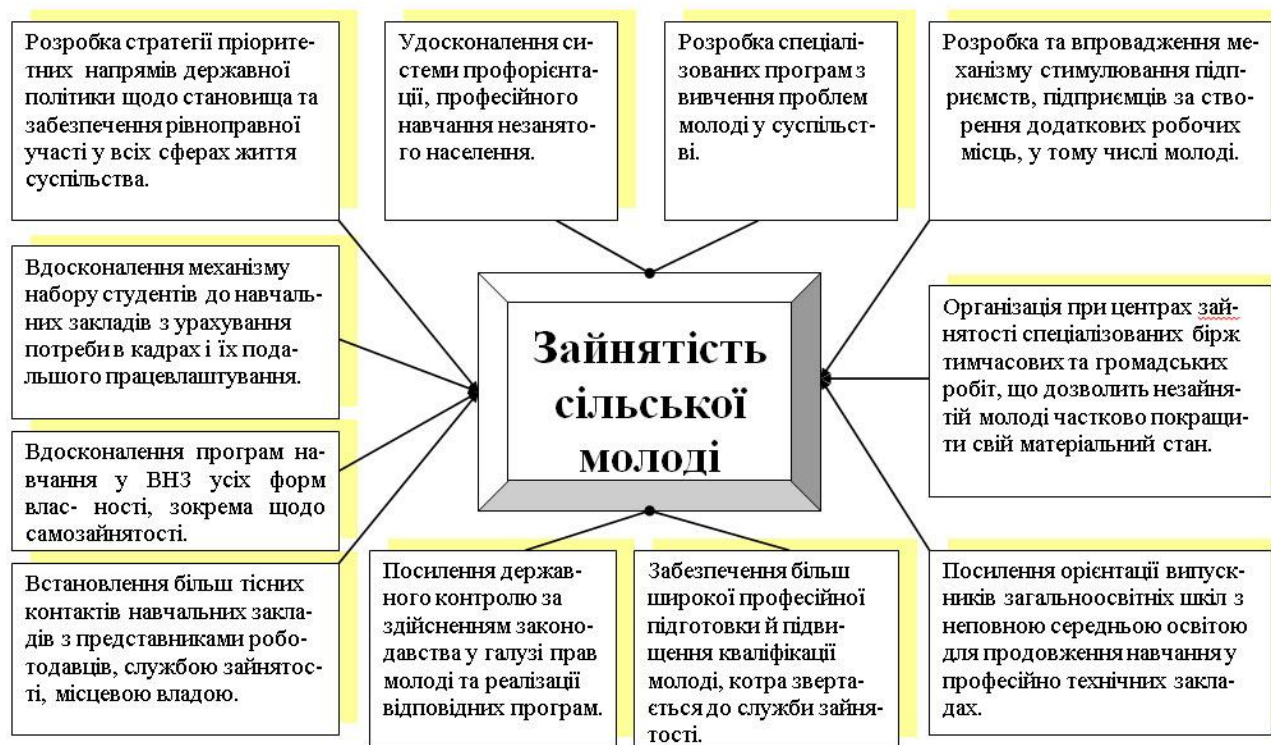 Розробка стратегії пріорите-
тних напрямів державної
політики щодо становища та
забезпечення рівноправної
участі у всіх сферах життя
суспільства.
Удосконалення си-
стеми профорієнта-
ції, професійного
навчання незанято-
го населення.
Розробка спеціалі-
зованих програм з
вивчення проблем
молоді у суспільст-
ві.
Розробка та впровадження ме-
ханізму стимулювання підп-
риємств, підприємців за ство-
рення додаткових робочих
місць, у тому числі молоді.
Вдосконалення механізму
набору студентів до навчаль-
них закладів з урахування
потреби в кадрах і їх пода-
льшого працевлаштування.
Зайнятість
сільської
молоді
Організація при центрах зай-
нятості спеціалізованих бірж
тимчасових та громадських
робіт, що дозволить незайня-
тій молоді частково покращи-
ти свій матеріальний стан.
Вдосконалення програм на-
вчання у ВНЗ усіх форм
влас- ності, зокрема щодо
самозайнятості.
Встановлення більш тісних
контактів навчальних закла-
дів з представниками робо-
тодавців, службою зайнятос-
ті, місцевою владою.
Посилення держав-
ного контролю за
здійсненням законо-
давства у галузі прав
молоді та реалізації
відповідних програм.
Забезпечення більш
широкої професійної
підготовки й підви-
щення кваліфікації
молоді, котра зверта-
ється до служби зайня-
тості.
Посилення орієнтації випуск-
ників загальноосвітніх шкіл з
неповною середньою освітою
для продовження навчання у
професійно технічних закла-
дах.